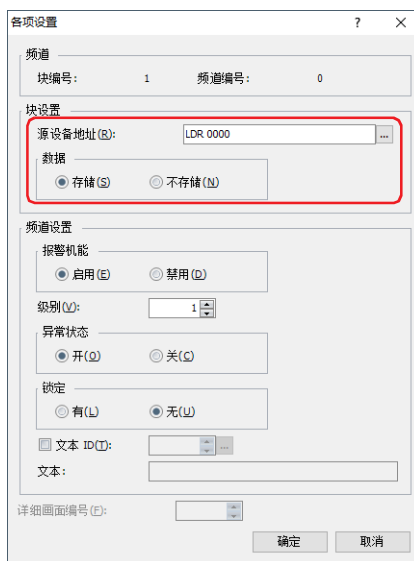 各项设置 ? X
频道
块编号: 1 频道编号: 0
块设置
源设备地址(R): LDR 0000 ...
数据
存储(S) 不存储(N)
频道设置
报警机能
启用(E) 禁用(D)
级别(V): 1
异常状态
开(O) 关(C)
锁定
有(L) 无(U)
文本 ID(T): ...
文本:
详细画面编号(F):
确定 取消